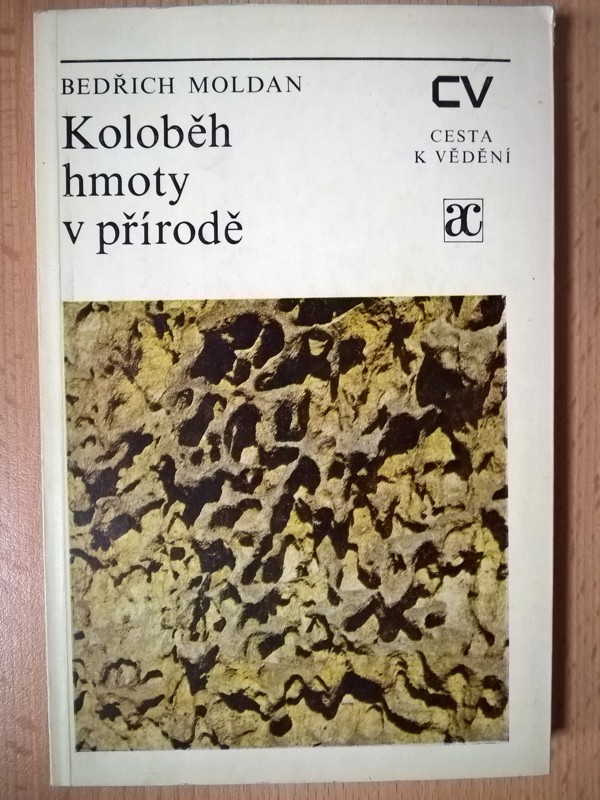 BEDŘICH MOLDAN
Koloběh
hmoty
v přírodě
CV
CESTA
K VĚDĚNÍ
ac